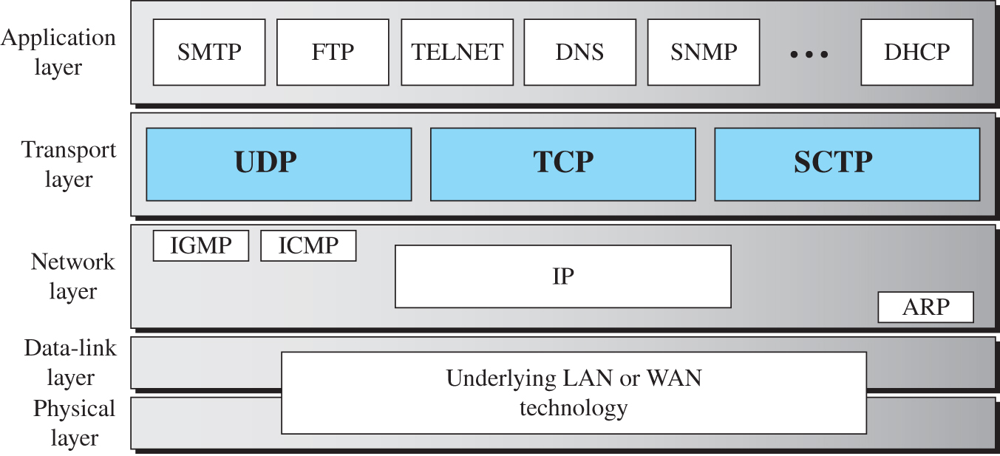 Application
layer
SMTP
FTP
TELNET
DNS
SNMP
...
DHCP
Transport
layer
UDP
TCP
SCTP
Network
layer
IGMP
ICMP
IP
ARP
Data-link
layer
Physical
layer
Underlying LAN or WAN
technology